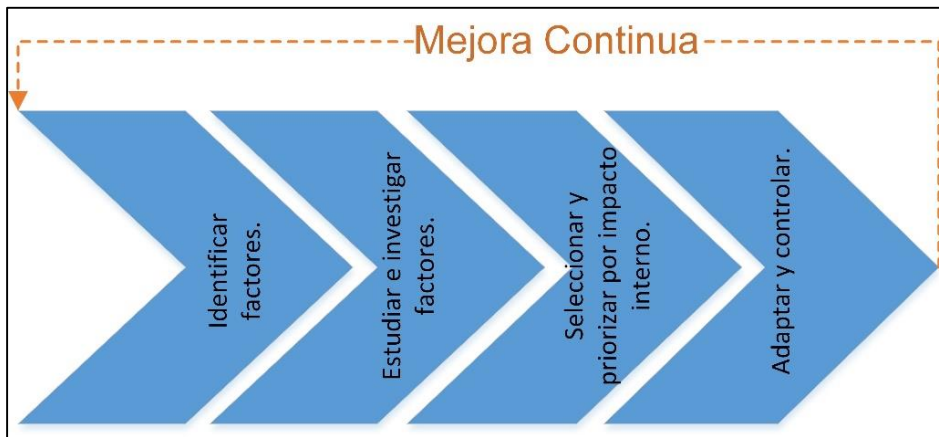 Mejora Continua
Identificar
factores.
Estudiar e investigar
factores.
Seleccionar y
priorizar por impacto
interno.
Adaptar y controlar.